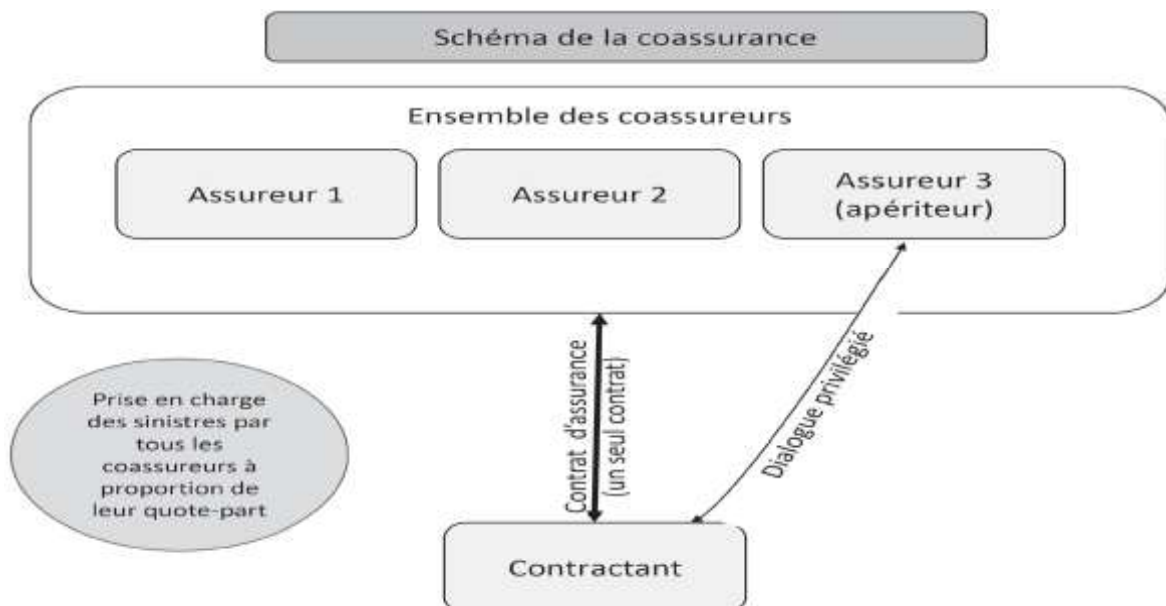 Schéma de la coassurance
Ensemble des coassureurs
Assureur 1
Assureur 2
Assureur 3
(apériteur)
Contrat d'assurance
(un seul contrat)
Dialogue privilégié
Prise en charge
des sinistres par
tous les
coassureurs à
proportion de
leur quote-part
Contractant